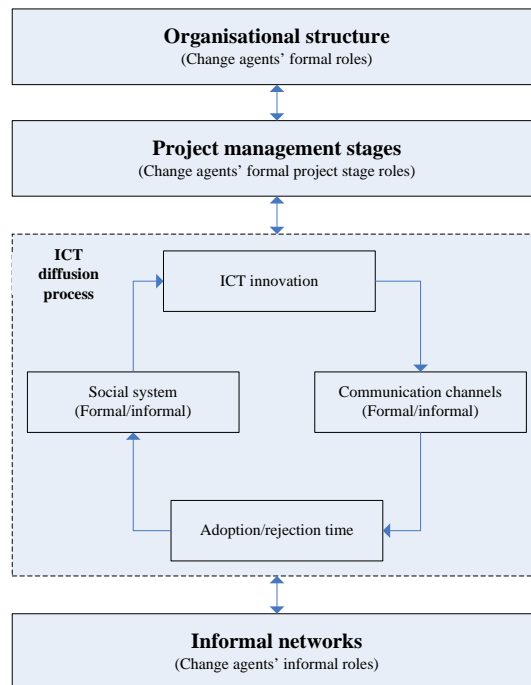 Organisational structure
(Change agents' formal roles)
Project management stages
(Change agents' formal project stage roles)
ICT
diffusion
process
ICT innovation
Social system
(Formal/informal)
Communication channels
(Formal/informal)
Adoption/rejection time
Informal networks
(Change agents' informal roles)